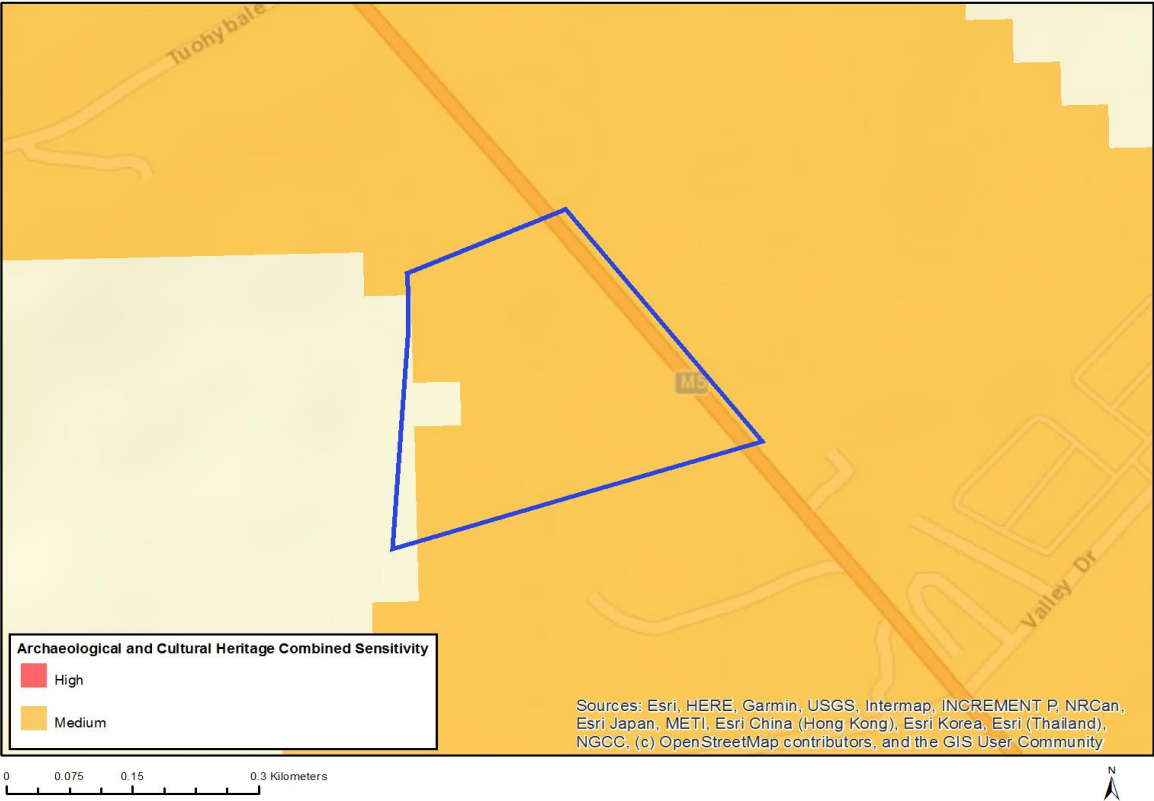 Tuohybale
M5
Valley Dr
Archaeological and Cultural Heritage Combined Sensitivity
High
Medium
Sources: Esri, HERE, Garmin, USGS, Intermap, INCREMENT P, NRCan,
Esri Japan, METI, Esri China (Hong Kong), Esri Korea, Esri (Thailand),
NGCC, (c) OpenStreetMap contributors, and the GIS User Community
0 0.075 0.15 0.3 Kilometers
N